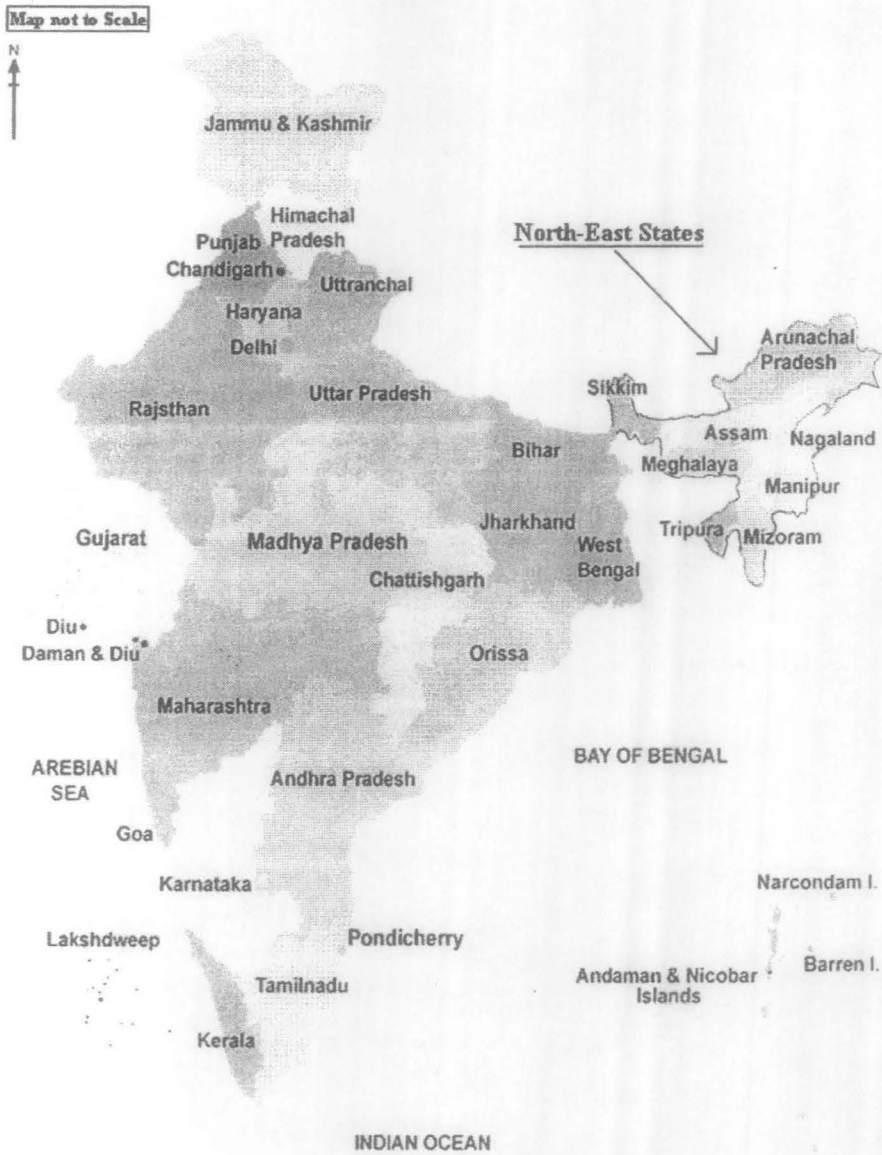 Map not to Scale
N
Jammu & Kashmir
Himachal
Pradesh
Punjab
Chandigarh
Uttranchal
Haryana
Delhi
North-East States
Arunachal
Pradesh
Sikkim
Rajsthan
Uttar Pradesh
Assam
Nagaland
Bihar
Meghalaya
Manipur
Gujarat
Madhya Pradesh
Jharkhand
West
Bengal
Tripura
Mizoram
Chattishgarh
Diu
Daman & Diu
Orissa
Maharashtra
AREBIAN
SEA
Andhra Pradesh
BAY OF BENGAL
Goa
Karnataka
Narcondam I.
Lakshdweep
Pondicherry
Barren I.
Andaman & Nicobar
Islands
Tamilnadu
Kerala
INDIAN OCEAN